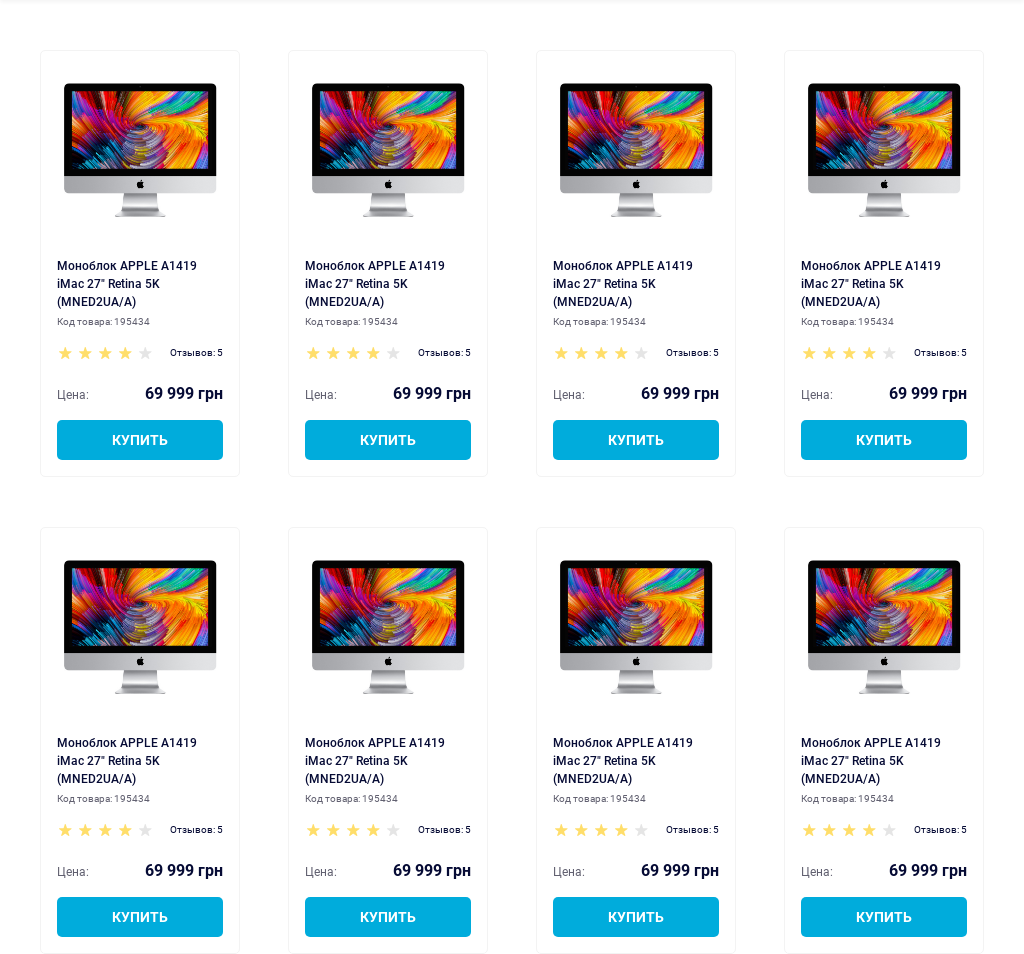 Моноблок APPLE A1419
iMac 27" Retina 5K
(MNED2UA/A)
Код товара: 195434
Отзывов: 5
Цена: 69 999 грн
КУПИТЬ
Моноблок APPLE A1419
iMac 27" Retina 5K
(MNED2UA/A)
Код товара: 195434
Отзывов: 5
Цена: 69 999 грн
КУПИТЬ
Моноблок APPLE A1419
iMac 27" Retina 5K
(MNED2UA/A)
Код товара: 195434
Отзывов: 5
Цена: 69 999 грн
КУПИТЬ
Моноблок APPLE A1419
iMac 27" Retina 5K
(MNED2UA/A)
Код товара: 195434
Отзывов: 5
Цена: 69 999 грн
КУПИТЬ
Моноблок APPLE A1419
iMac 27" Retina 5K
(MNED2UA/A)
Код товара: 195434
Отзывов: 5
Цена: 69 999 грн
КУПИТЬ
Моноблок APPLE A1419
iMac 27" Retina 5K
(MNED2UA/A)
Код товара: 195434
Отзывов: 5
Цена: 69 999 грн
КУПИТЬ
Моноблок APPLE A1419
iMac 27" Retina 5K
(MNED2UA/A)
Код товара: 195434
Отзывов: 5
Цена: 69 999 грн
КУПИТЬ
Моноблок APPLE A1419
iMac 27" Retina 5K
(MNED2UA/A)
Код товара: 195434
Отзывов: 5
Цена: 69 999 грн
КУПИТЬ